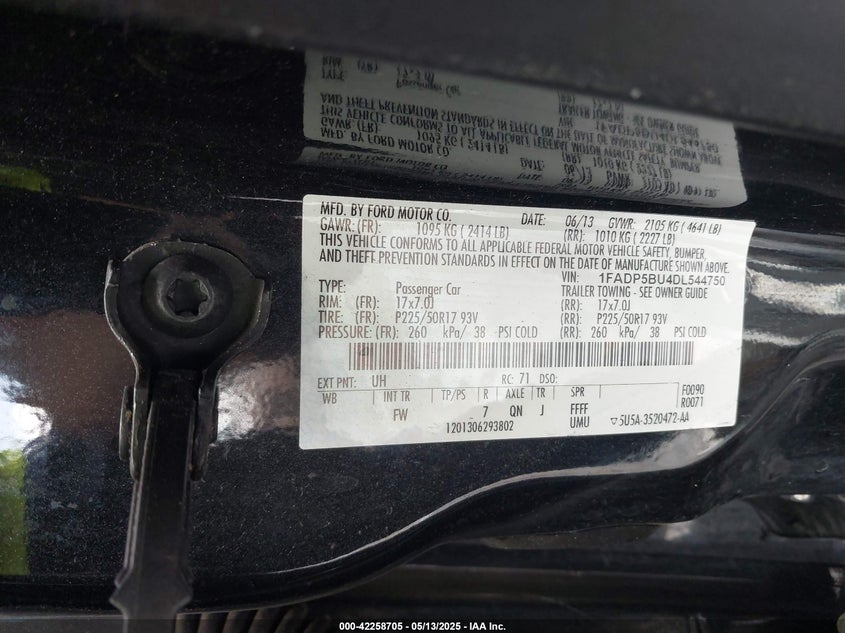 MFD. BY FORD MOTOR CO. DATE: 06/13 GVWR: 2105 KG ( 4641 LB)
GAWR: (FR): 1095 KG ( 2414 LB) (RR): 1010 KG ( 2227 LB)
THIS VEHICLE CONFORMS TO ALL APPLICABLE FEDERAL MOTOR VEHICLE SAFETY, BUMPER,
AND THEFT PREVENTION STANDARDS IN EFFECT ON THE DATE OF MANUFACTURE SHOWN ABOVE.
VIN: 1FADP5BU4DL544750
TYPE: Passenger Car TRAILER TOWING - SEE OWNER GUIDE
RIM: (FR): 17x7.0J (RR): 17x7.0J
TIRE: (FR): P225/50R17 93V (RR): P225/50R17 93V
PRESSURE: (FR): 260 kPa/ 38 PSI COLD (RR): 260 kPa/ 38 PSI COLD
EXT PNT: UH RC: 71 DSO:
WB INT TR TP/PS R AXLE TR SPR F0090
FW 7 QN J FFFF R0071
UMU
1201306293802 ▽5U5A-3520472-AA
000-42258705 - 05/13/2025 - IAA Inc.